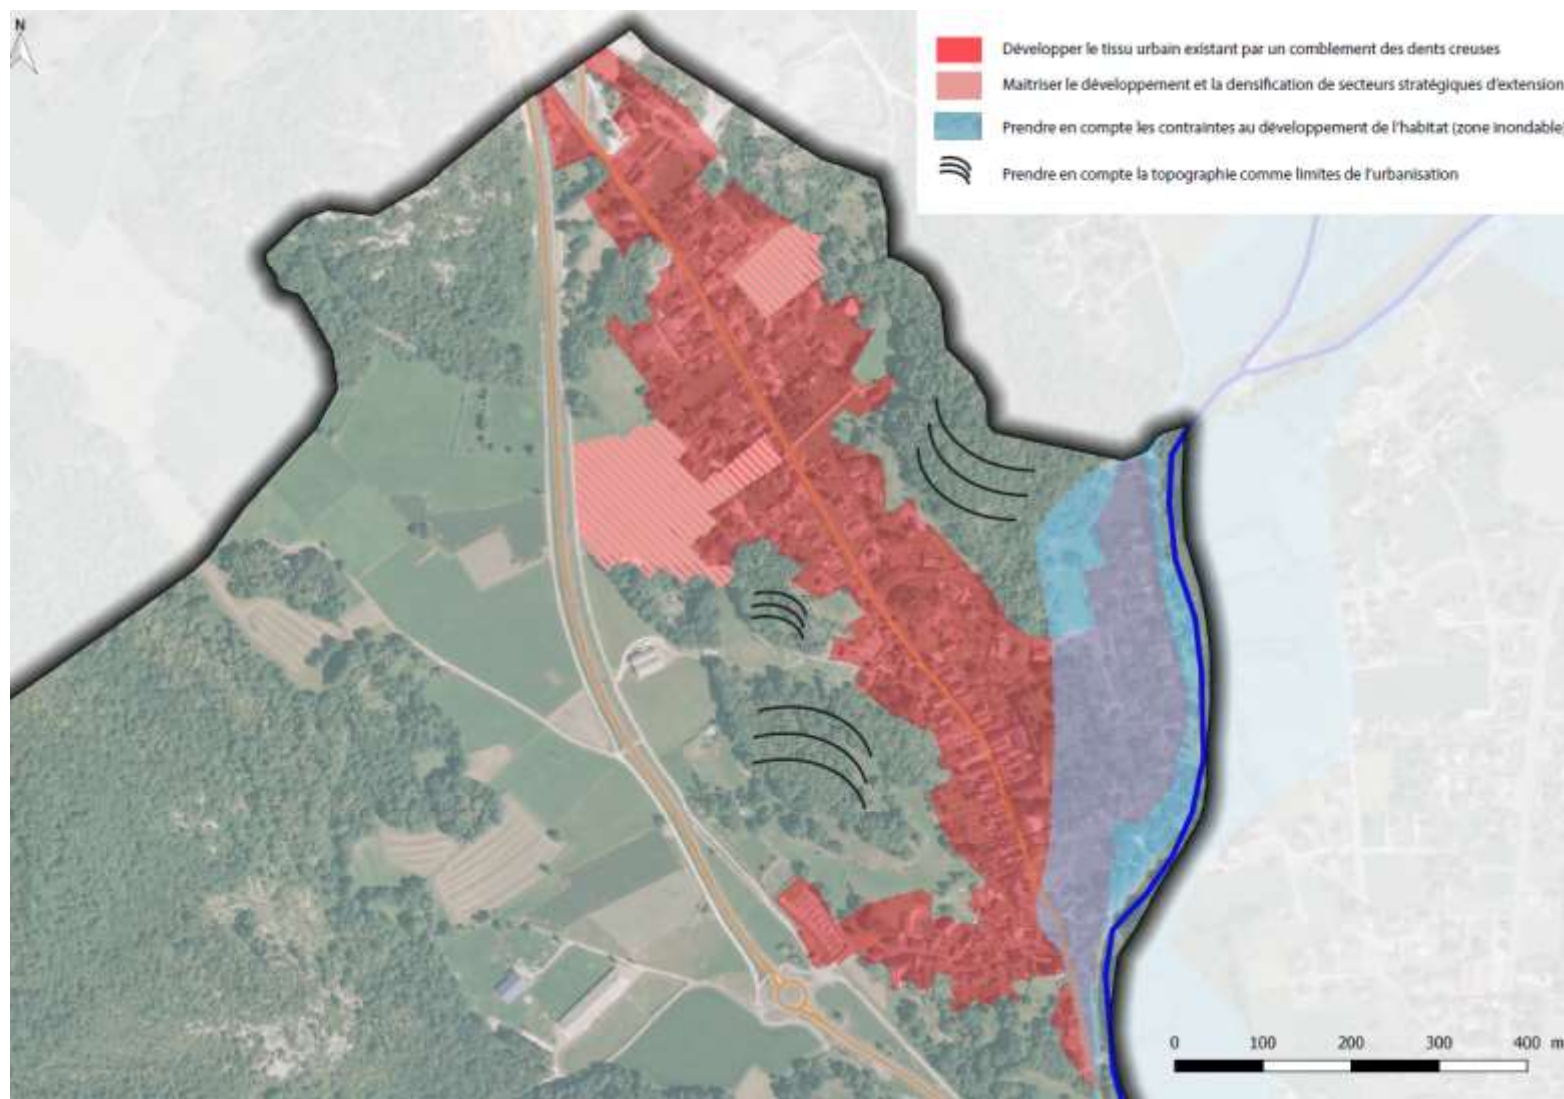 N
Développer le tissu urbain existant par un comblement des dents creuses
Maîtriser le développement et la densification de secteurs stratégiques d'extension
Prendre en compte les contraintes au développement de l'habitat (zone inondable
Prendre en compte la topographie comme limites de l'urbanisation
0 100 200 300 400 m